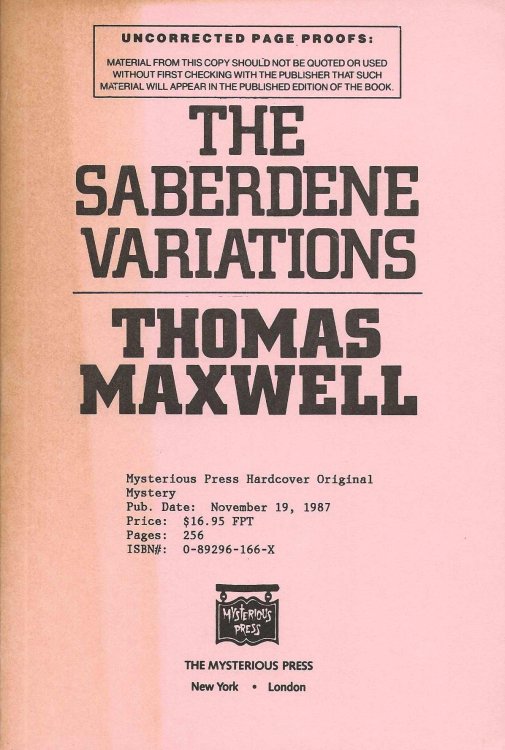 UNCORRECTED PAGE PROOFS:
MATERIAL FROM THIS COPY SHOULD NOT BE QUOTED OR USED
WITHOUT FIRST CHECKING WITH THE PUBLISHER THAT SUCH
MATERIAL WILL APPEAR IN THE PUBLISHED EDITION OF THE BOOK.
THE
SABERDENE
VARIATIONS
THOMAS
MAXWELL
Mysterious Press Hardcover Original
Mystery
Pub. Date: November 19, 1987
Price: $16.95 FPT
Pages: 256
ISBN#: 0-89296-166-X
MYSTERIOUS
PRESS
THE MYSTERIOUS PRESS
New York • London